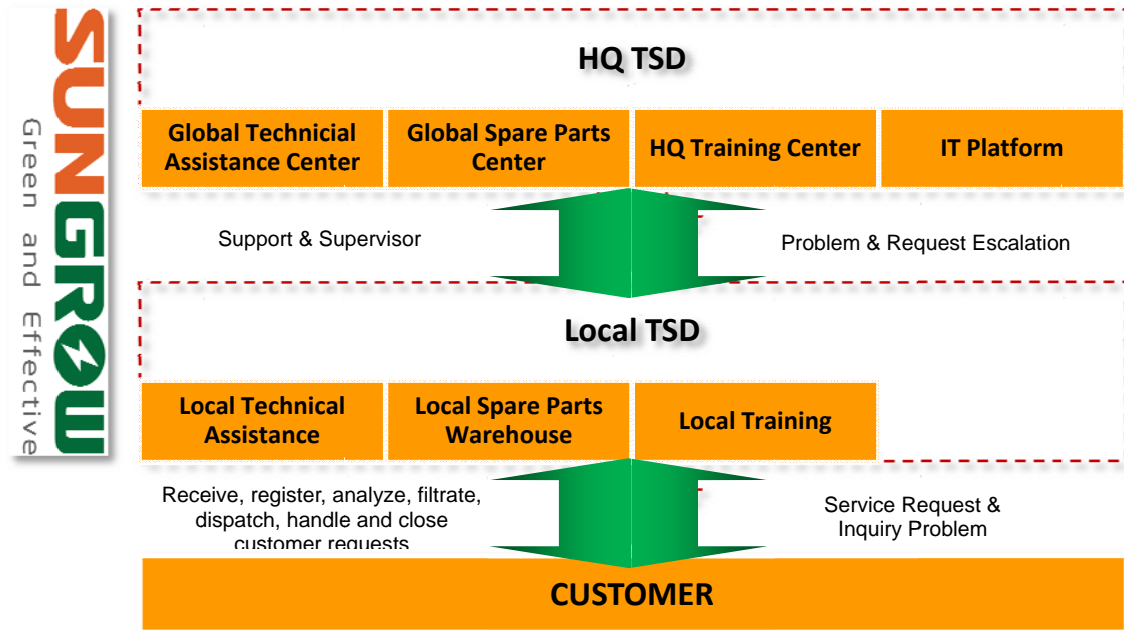 SUNGROW
Green and Effective
HQ TSD
Global Technicial
Assistance Center
Global Spare Parts
Center
HQ Training Center
IT Platform
Support & Supervisor
Problem & Request Escalation
Local TSD
Local Technical
Assistance
Local Spare Parts
Warehouse
Local Training
Receive, register, analyze, filtrate,
dispatch, handle and close
customer requests
Service Request &
Inquiry Problem
CUSTOMER